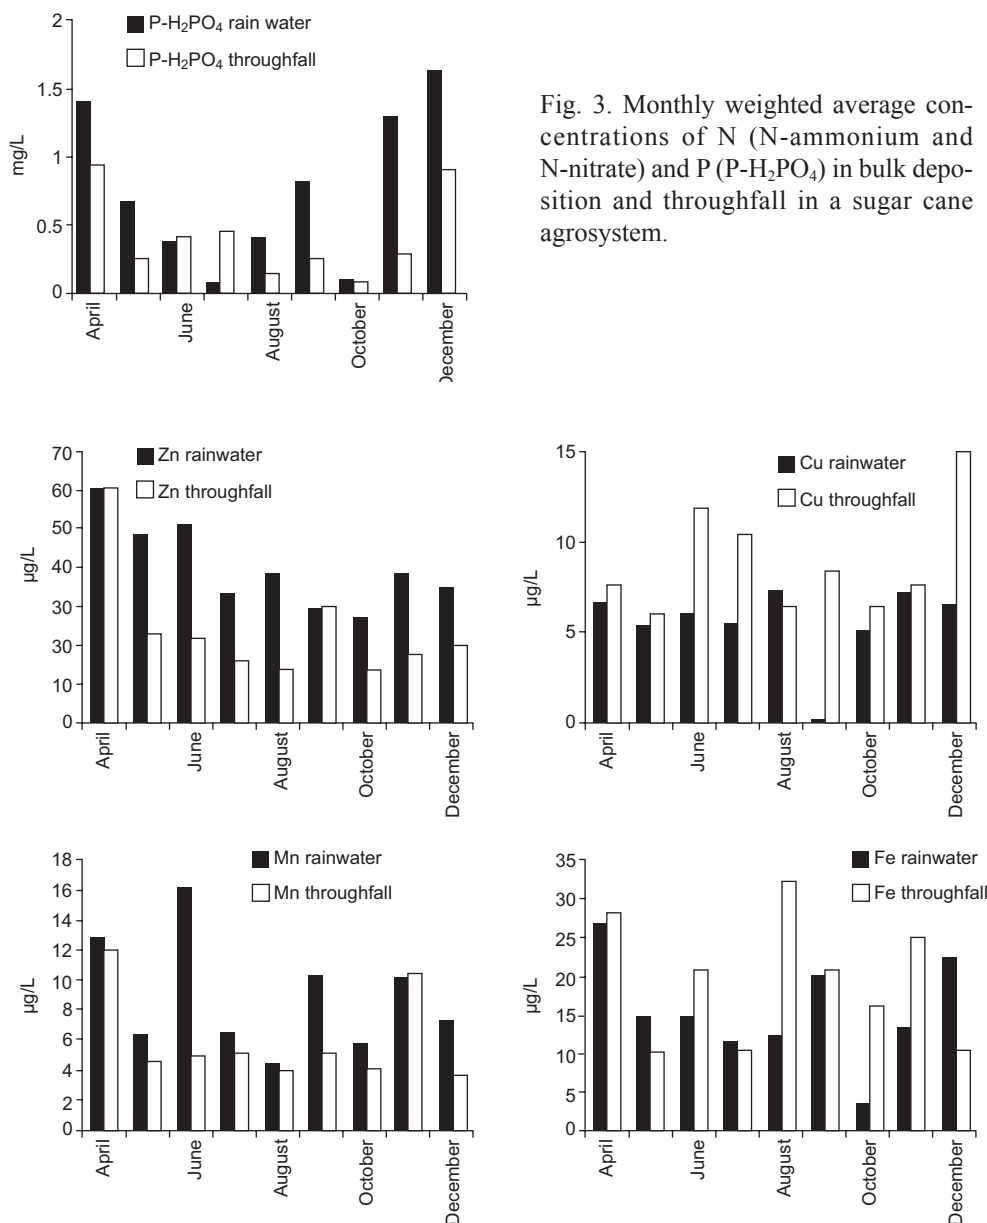 2
1.5
1
0.5
0
mg/L
P-H₂PO₄ rain water
P-H₂PO₄ throughfall
April
June
August
October
December
Fig. 3. Monthly weighted average con-
centrations of N (N-ammonium and
N-nitrate) and P (P-H₂PO₄) in bulk depo-
sition and throughfall in a sugar cane
agrosystem.
70
60
50
40
30
30
10
0
µg/L
Zn rainwater
Zn throughfall
April
June
August
October
December
15
10
5
0
µg/L
Cu rainwater
Cu throughfall
April
June
August
October
December
18
16
14
12
10
8
6
4
2
0
µg/L
Mn rainwater
Mn throughfall
April
June
August
October
December
35
30
25
20
15
10
5
0
µg/L
Fe rainwater
Fe throughfall
April
June
August
October
December